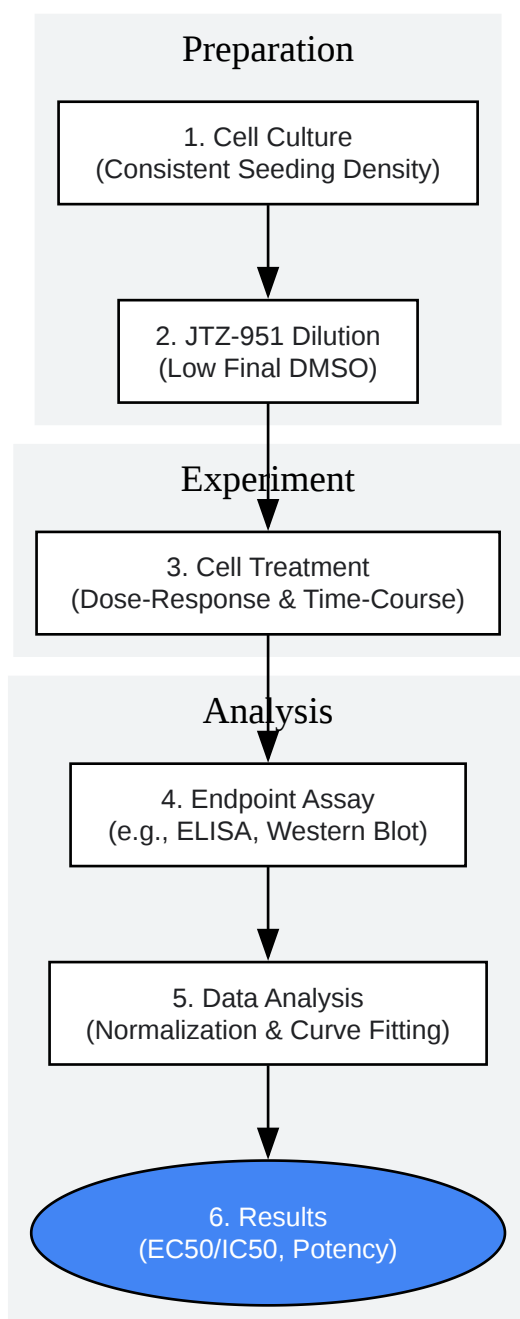 Preparation
1. Cell Culture
(Consistent Seeding Density)
2. JTZ-951 Dilution
(Low Final DMSO)
Experiment
3. Cell Treatment
(Dose-Response & Time-Course)
Analysis
4. Endpoint Assay
(e.g., ELISA, Western Blot)
5. Data Analysis
(Normalization & Curve Fitting)
6. Results
(EC50/IC50, Potency)